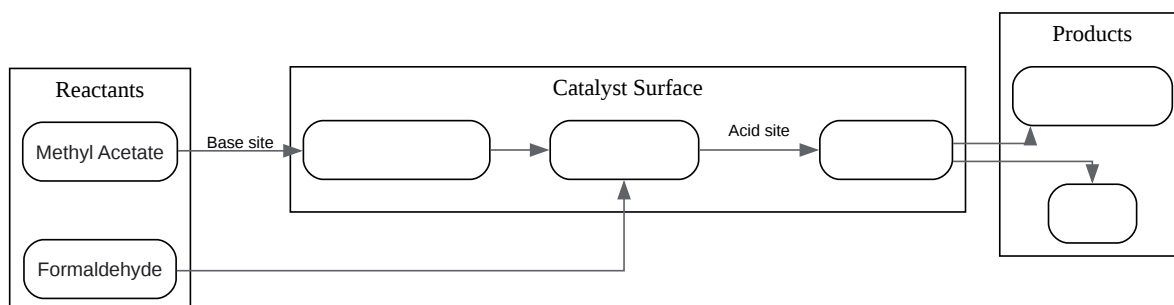 Reactants
Methyl Acetate
Formaldehyde
Base site
Catalyst Surface
Acid site
Products